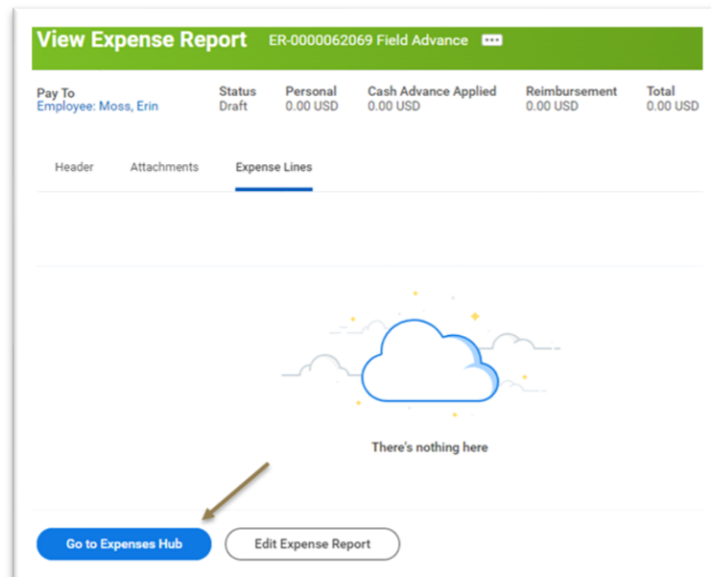 View Expense Report ER-0000062069 Field Advance
Pay To Status Personal Cash Advance Applied Reimbursement Total
Employee: Moss, Erin Draft 0.00 USD 0.00 USD 0.00 USD 0.00 USD
Header Attachments Expense Lines
There's nothing here
Go to Expenses Hub Edit Expense Report